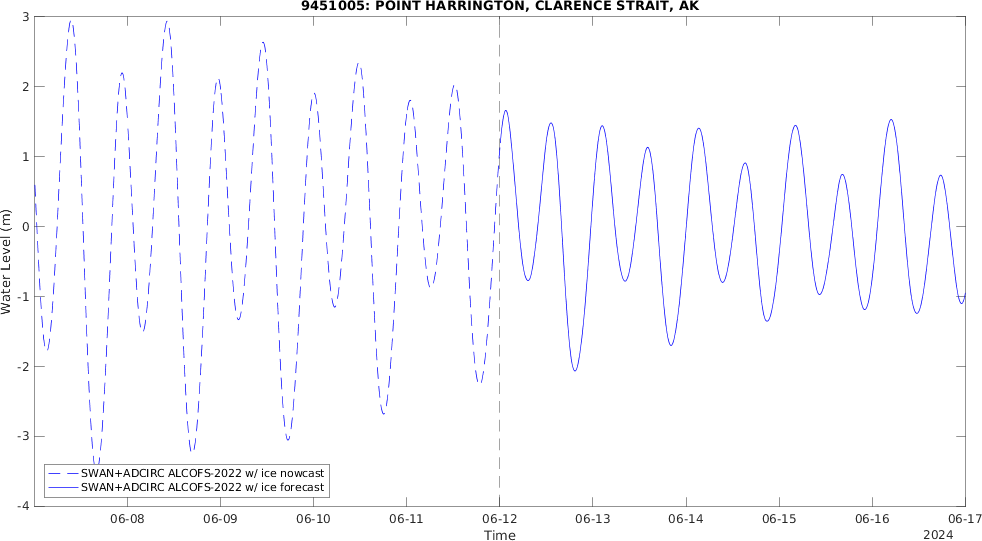 9451005: POINT HARRINGTON, CLARENCE STRAIT, AK
3
2
1
0
-1
-2
-3
-4
Water Level (m)
SWAN+ADCIRC ALCOFS-2022 w/ ice nowcast
SWAN+ADCIRC ALCOFS-2022 w/ ice forecast
06-08 06-09 06-10 06-11 06-12 06-13 06-14 06-15 06-16 06-17
Time
2024